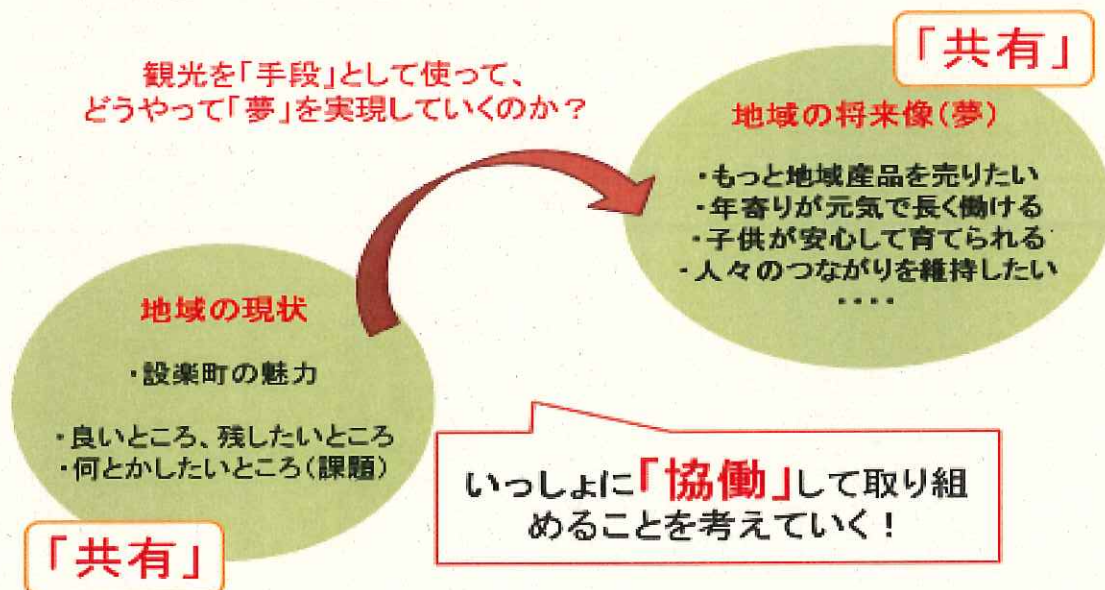 「共有」
観光を「手段」として使って、
どうやって「夢」を実現していくのか？
地域の将来像（夢）
・もっと地域産品を売りたい
・年寄りが元気で長く働ける
・子供が安心して育てられる
・人々のつながりを維持したい
・・・・
地域の現状
・設楽町の魅力
・良いところ、残したいところ
・何とかしたいところ（課題）
「共有」
いっしょに「協働」して取り組
めることを考えていく！